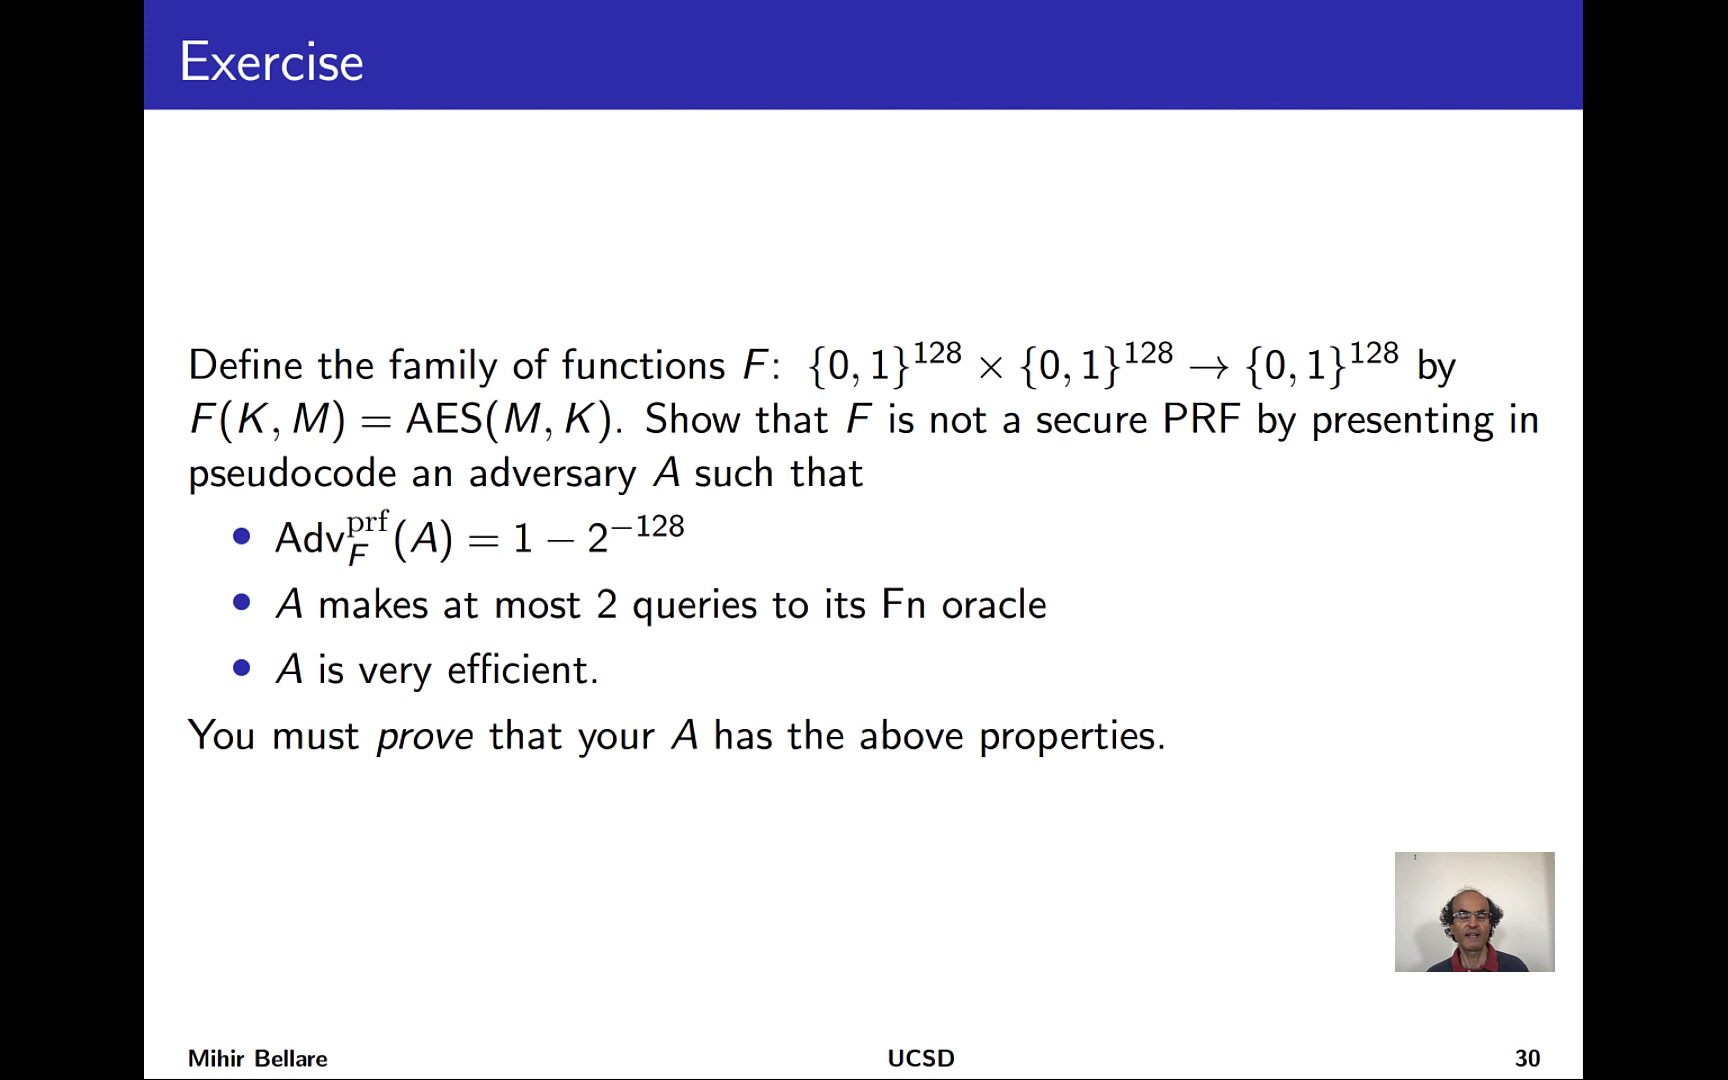 Exercise
Define the family of functions F: {0, 1}^128 × {0, 1}^128 → {0, 1}^128 by
F(K, M) = AES(M, K). Show that F is not a secure PRF by presenting in
pseudocode an adversary A such that
• Adv_F^prf(A) = 1 − 2^−128
• A makes at most 2 queries to its Fn oracle
• A is very efficient.
You must prove that your A has the above properties.
Mihir Bellare UCSD 30